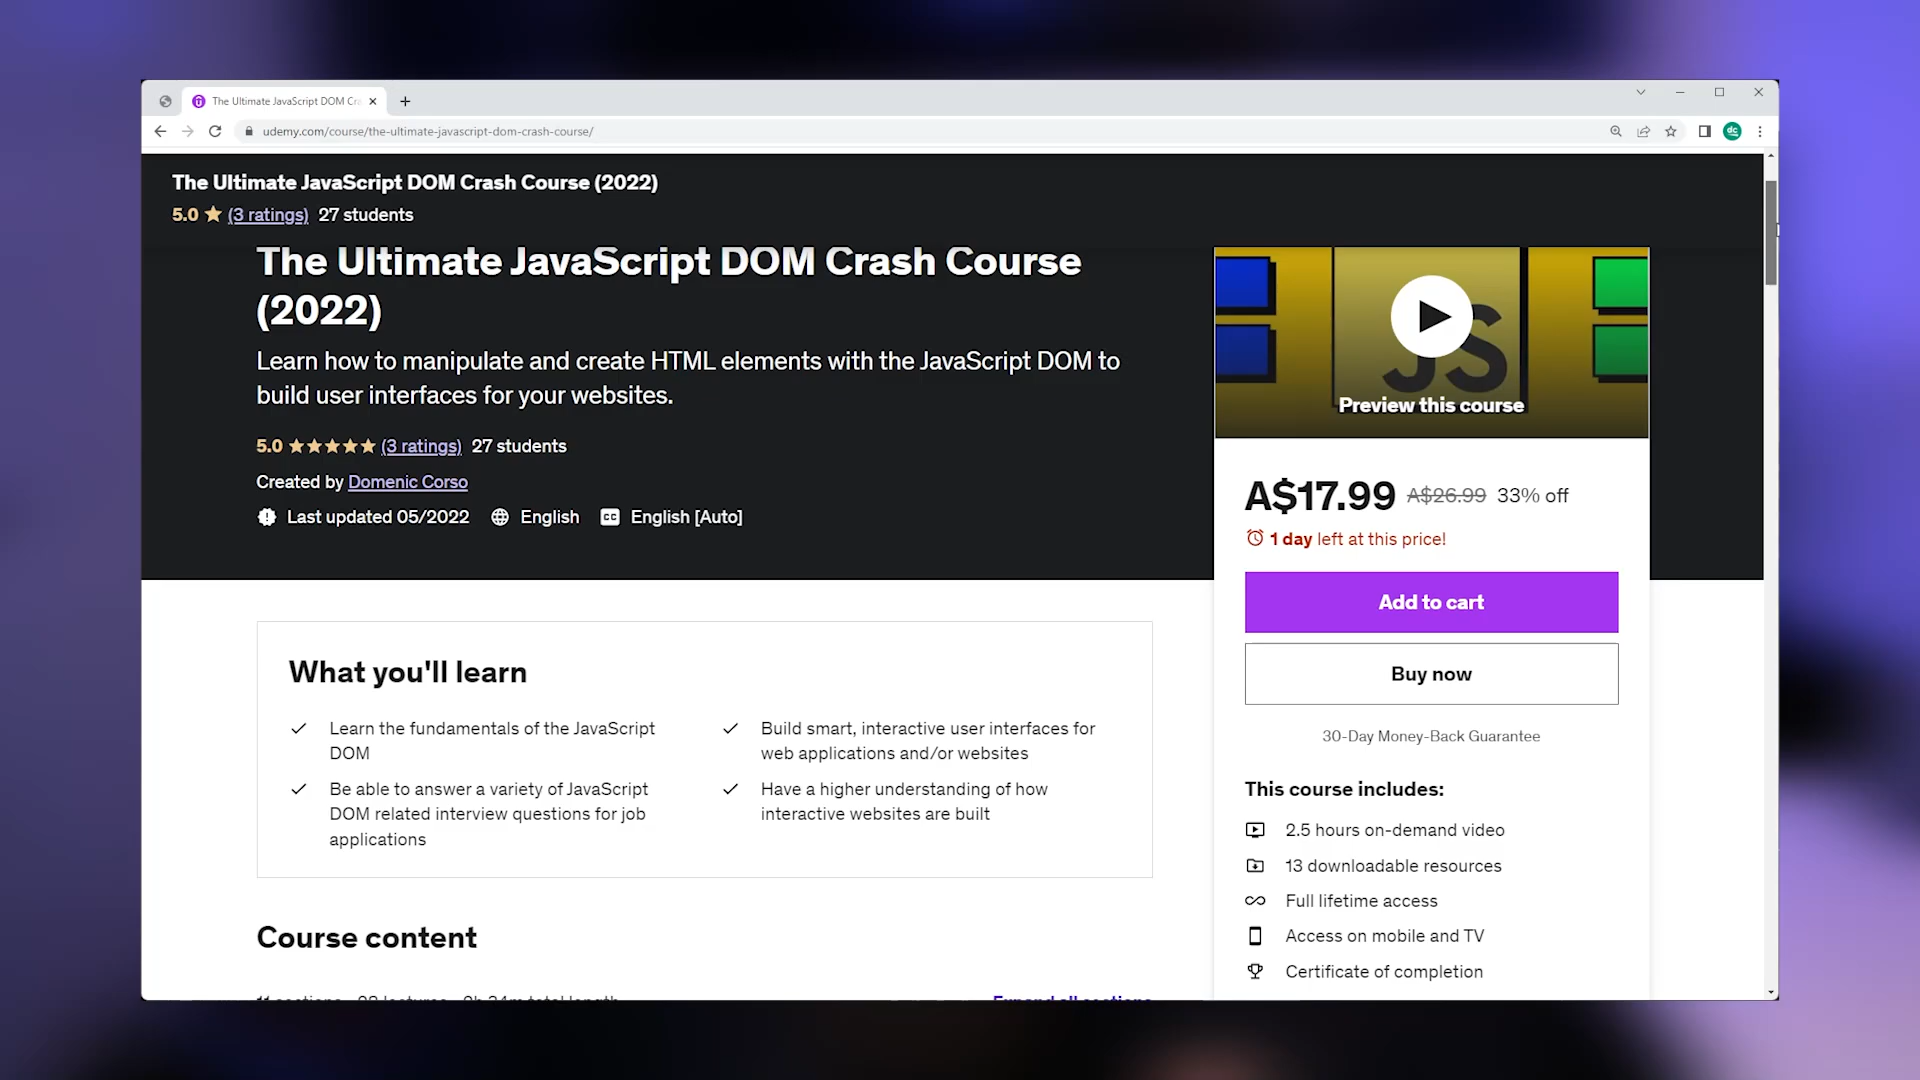 The Ultimate JavaScript DOM Cra
udemy.com/course/the-ultimate-javascript-dom-crash-course/
dc
The Ultimate JavaScript DOM Crash Course (2022)
5.0 (3 ratings) 27 students
The Ultimate JavaScript DOM Crash Course
(2022)
Learn how to manipulate and create HTML elements with the JavaScript DOM to
build user interfaces for your websites.
5.0 (3 ratings) 27 students
Created by Domenic Corso
Last updated 05/2022 English CC English [Auto]
JS
Preview this course
A$17.99 A$26.99 33% off
1 day left at this price!
Add to cart
Buy now
30-Day Money-Back Guarantee
This course includes:
2.5 hours on-demand video
13 downloadable resources
Full lifetime access
Access on mobile and TV
Certificate of completion
What you'll learn
Learn the fundamentals of the JavaScript
DOM
Be able to answer a variety of JavaScript
DOM related interview questions for job
applications
Build smart, interactive user interfaces for
web applications and/or websites
Have a higher understanding of how
interactive websites are built
Course content
Expand all sections